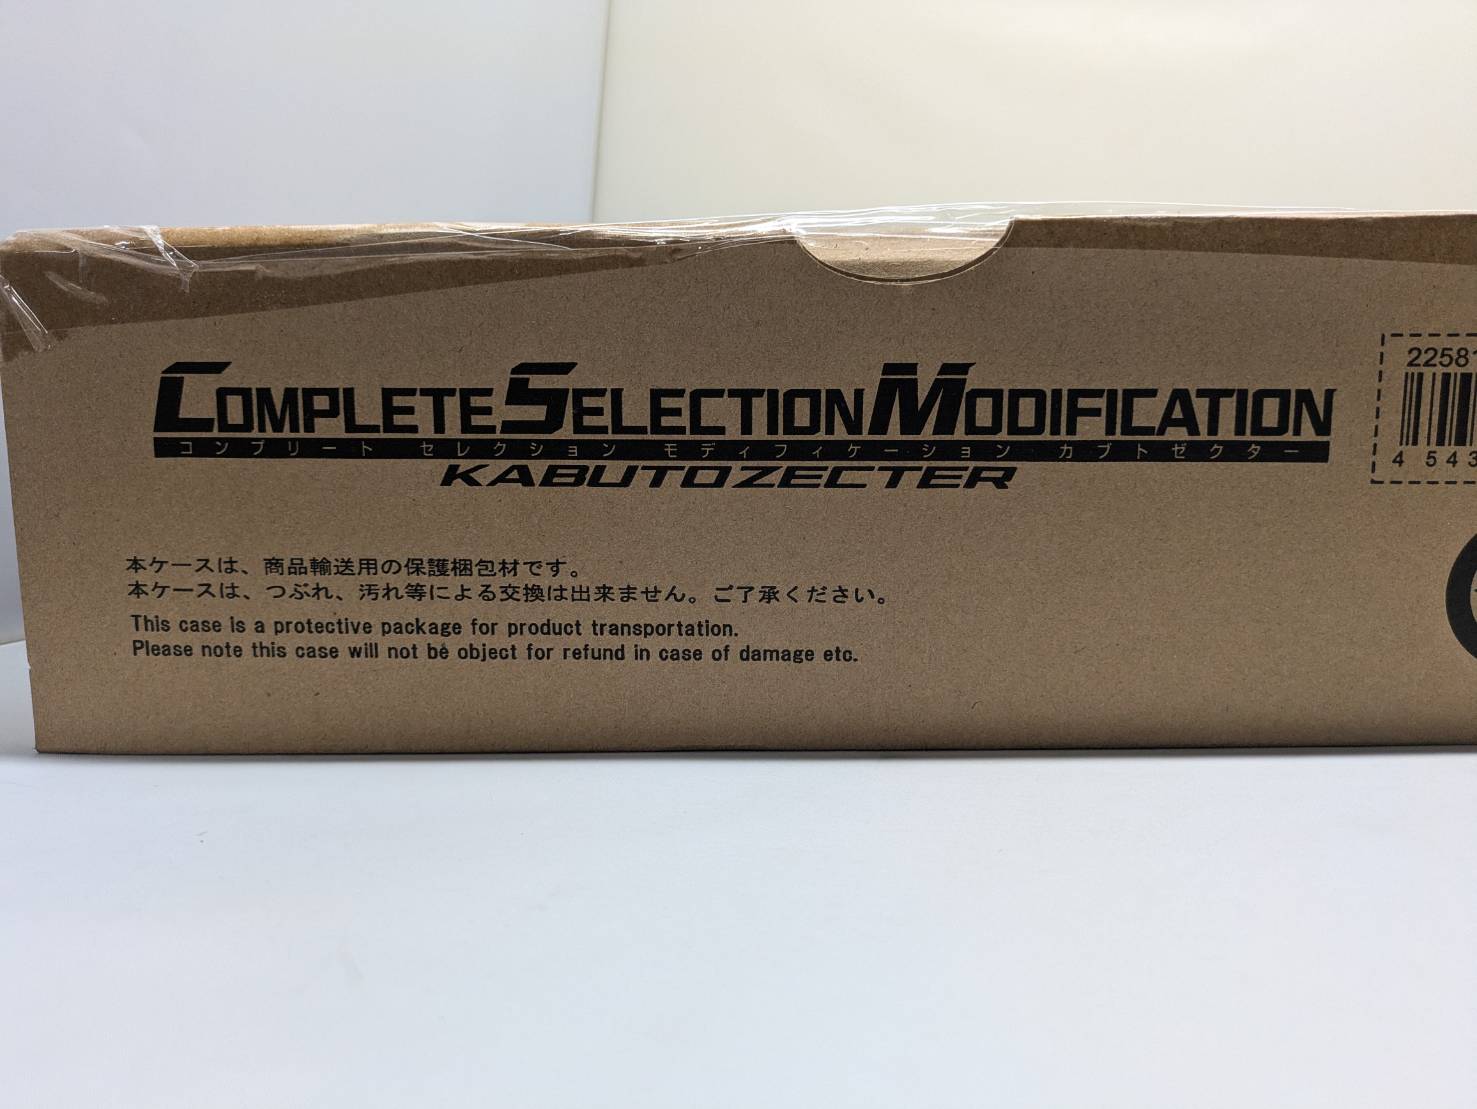 COMPLETE SELECTION MODIFICATION
コンプリート セレクション モディフィケーション カブトゼクター
KABUTOZECTER
本ケースは、商品輸送用の保護梱包材です。
本ケースは、つぶれ、汚れ等による交換は出来ません。ご了承ください。
This case is a protective package for product transportation.
Please note this case will not be object for refund in case of damage etc.
2258
4 543